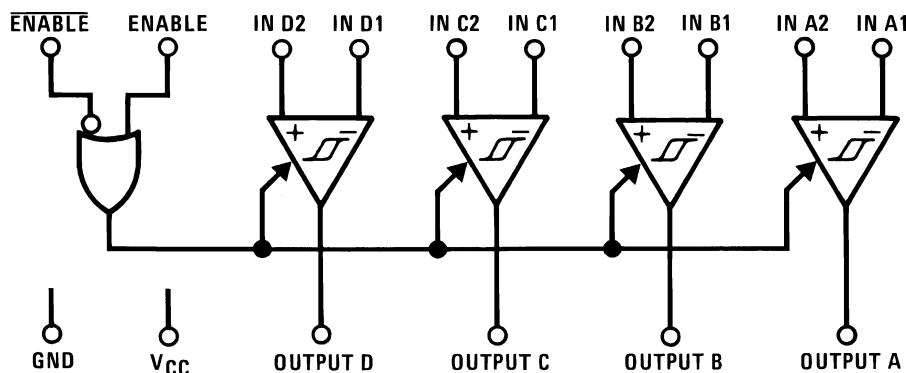 E̅N̅A̅B̅L̅E̅ ENABLE IN D2 IN D1 IN C2 IN C1 IN B2 IN B1 IN A2 IN A1
+ − + − + − + −
GND VCC OUTPUT D OUTPUT C OUTPUT B OUTPUT A